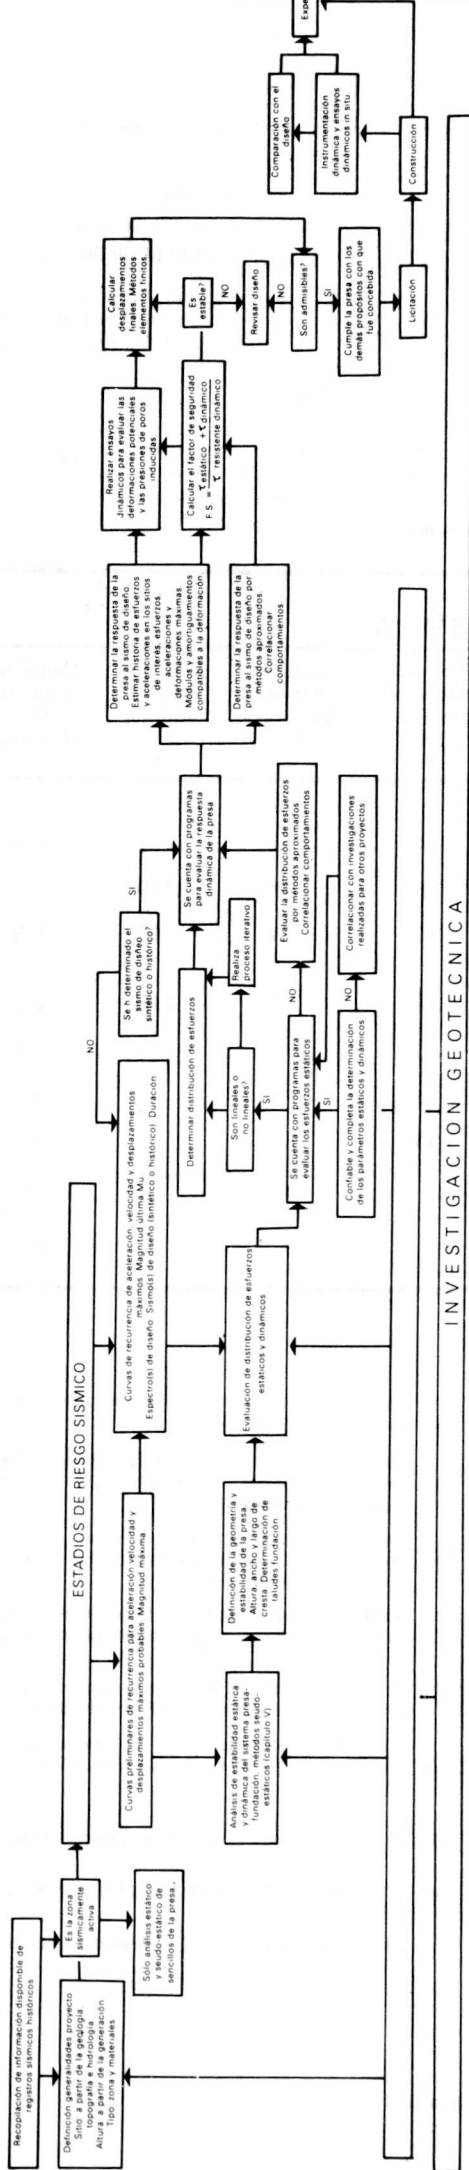 Recopilación de información disponible de
registros sísmicos históricos
Definición generalidades proyecto
Sitio: a partir de la geología,
topografía e hidrología
Altura: a partir de la generación
Tipo: zona y materiales
Es la zona
sísmicamente
activa
Sólo análisis estático
y seudo-estático de
sencillos de la presa.
ESTADIOS DE RIESGO SISMICO
Curvas preliminares de recurrencia para aceleración velocidad y
desplazamientos máximos probables. Magnitud máxima
Curvas de recurrencia de aceleración, velocidad y desplazamientos
máximos. Magnitud última Mu.
Espectro(s) de diseño. Sismo(s) de diseño (sintético o histórico). Duración.
NO
Se h determinado el
sismo de disñeo
sintético o histórico?
SI
Análisis de estabilidad estática
y dinámica del sistema presa-
fundación, métodos seudo-
estáticos (capítulo V)
Definición de la geometría y
estabilidad de la presa.
Altura, ancho y largo de
cresta. Determinación de
taludes fundación.
Evaluación de distribución de esfuerzos
estáticos y dinámicos
Determinar distribución de esfuerzos
Son lineales o
no lineales?
Realiza
proceso iterativo
SI
Se cuenta con programas para
evaluar los esfuerzos estáticos
NO
Evaluar la distribución de esfuerzos
por métodos aproximados.
Correlacionar comportamientos
SI
Confiable y completa la determinación
de los parámetros estáticos y dinámicos
NO
Correlacionar con investigaciones
realizadas para otros proyectos
Se cuenta con programas
para evaluar la respuesta
dinámica de la presa
Determinar la respuesta de la
presa al sismo de diseño
Estimar historia de esfuerzos
y aceleraciones en los sitios
de interés, esfuerzos,
aceleraciones y
deformaciones máximas
Módulos y amortiguamientos
compatibles a la deformación.
Determinar la respuesta de la
presa al sismo de diseño por
métodos aproximados.
Correlacionar
comportamientos
Realizar ensayos
dinámicos para evaluar las
deformaciones potenciales
y las presiones de poros
inducidas.
Calcular el factor de seguridad
F S = τ estático + τ dinámico
τ resistente dinámico
Calcular
desplazamientos
finales. Métodos
elementos finitos.
Es
estable?
NO
Revisar diseño
NO
Son admisibles?
SI
Cumple la presa con los
demás propósitos con que
fue concebida.
Licitación
Construcción
Instrumentación
dinámica y ensayos
dinámicos in situ.
Comparación con el
diseño
Expe
INVESTIGACION GEOTECNICA